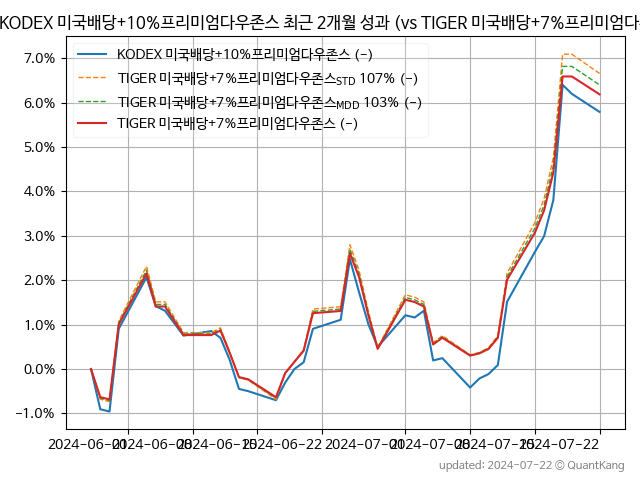 KODEX 미국배당+10%프리미엄다우존스 최근 2개월 성과 (vs TIGER 미국배당+7%프리미엄다
KODEX 미국배당+10%프리미엄다우존스 (-)
TIGER 미국배당+7%프리미엄다우존스STD 107% (-)
TIGER 미국배당+7%프리미엄다우존스MDD 103% (-)
TIGER 미국배당+7%프리미엄다우존스 (-)
7.0%
6.0%
5.0%
4.0%
3.0%
2.0%
1.0%
0.0%
-1.0%
2024-06-01 2024-06-08 2024-06-15 2024-06-22 2024-07-01 2024-07-08 2024-07-15 2024-07-22
updated: 2024-07-22 © QuantKang